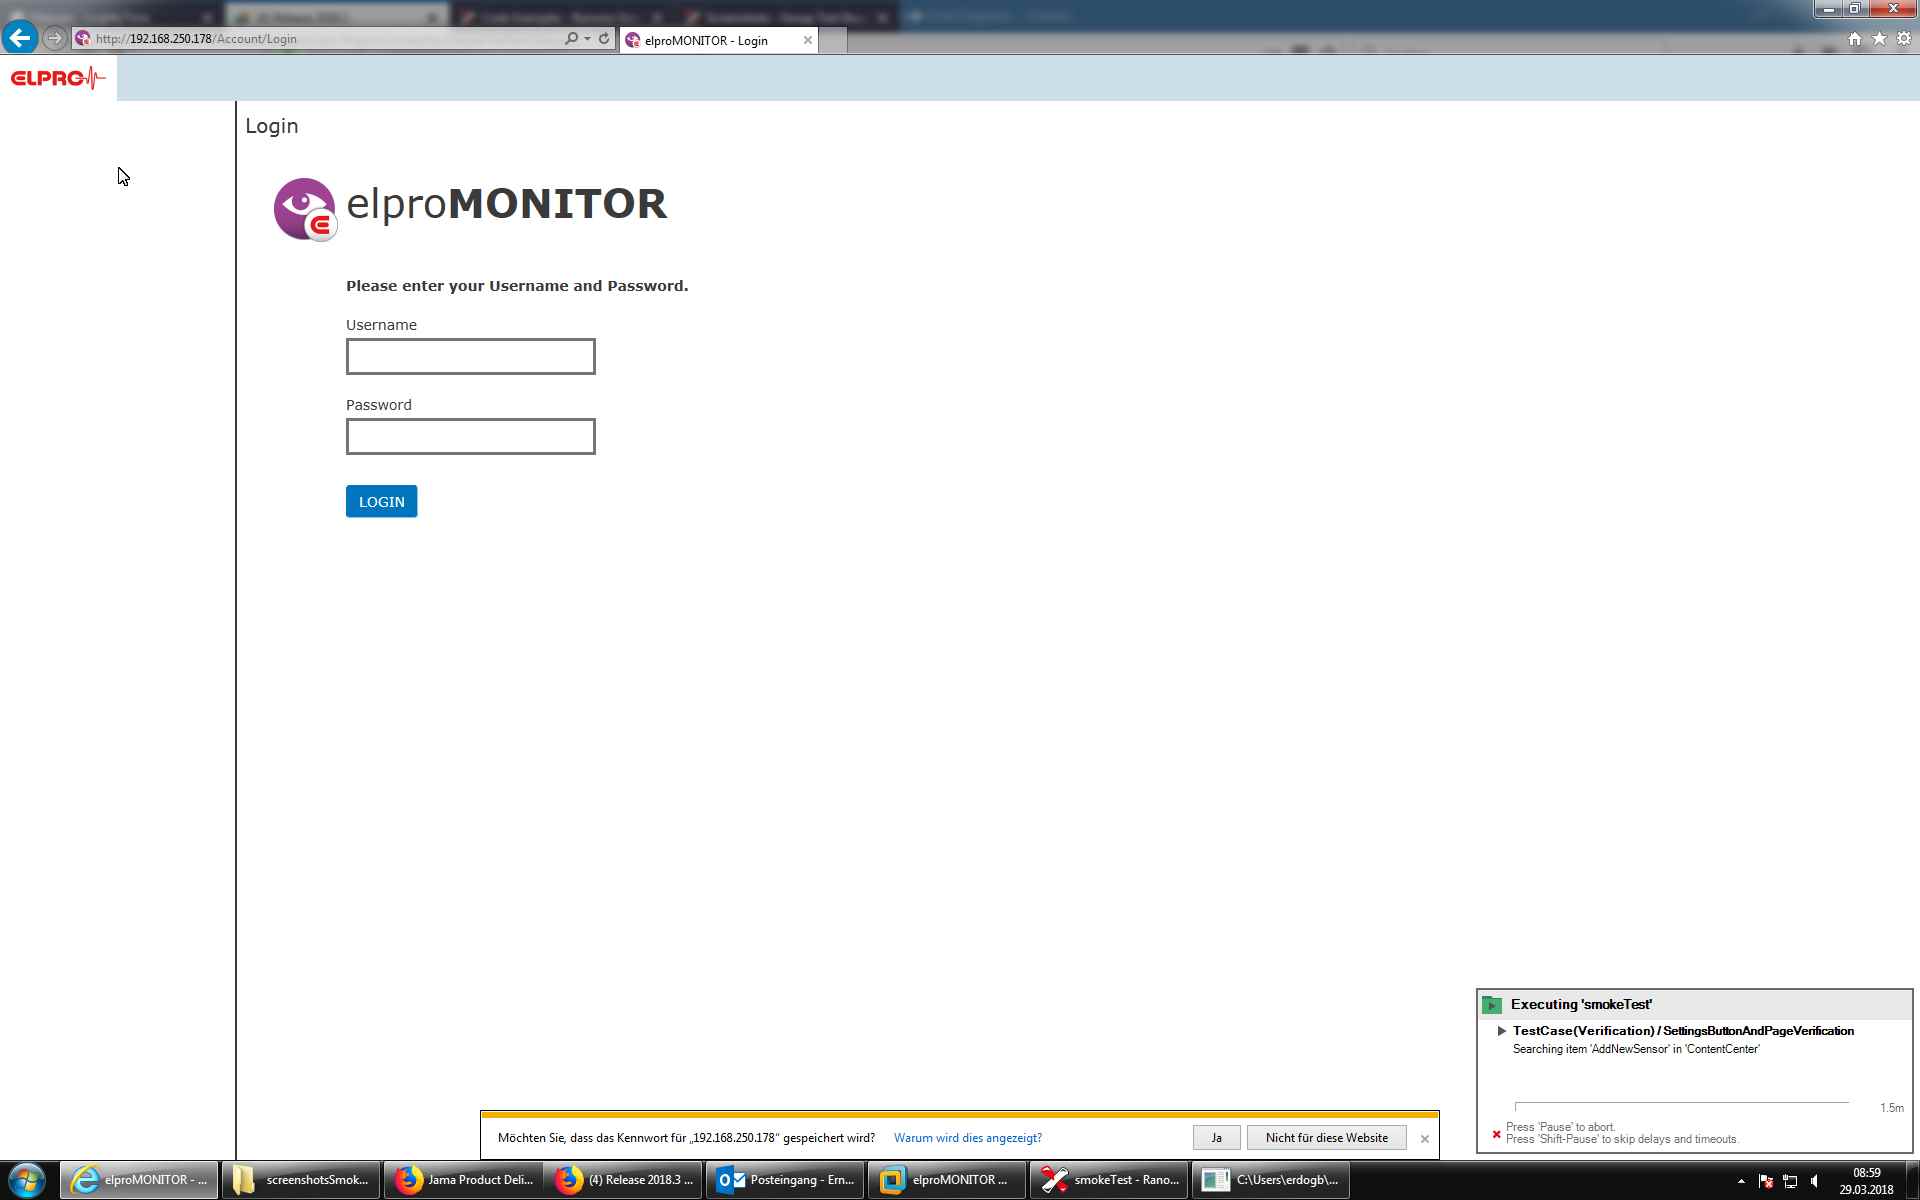 http://192.168.250.178/Account/Login
elproMONITOR - Login
ELPRO
Login
elproMONITOR
Please enter your Username and Password.
Username
Password
LOGIN
Executing 'smokeTest'
TestCase(Verification) / SettingsButtonAndPageVerification
Searching item 'AddNewSensor' in 'ContentCenter'
1.5m
Press 'Pause' to abort.
Press 'Shift-Pause' to skip delays and timeouts.
Möchten Sie, dass das Kennwort für „192.168.250.178“ gespeichert wird?
Warum wird dies angezeigt?
Ja
Nicht für diese Website
elproMONITOR - ...
screenshotsSmok...
Jama Product Deli...
(4) Release 2018.3 ...
Posteingang - Ern...
elproMONITOR ...
smokeTest - Rano...
C:\Users\erdogb\...
08:59
29.03.2018